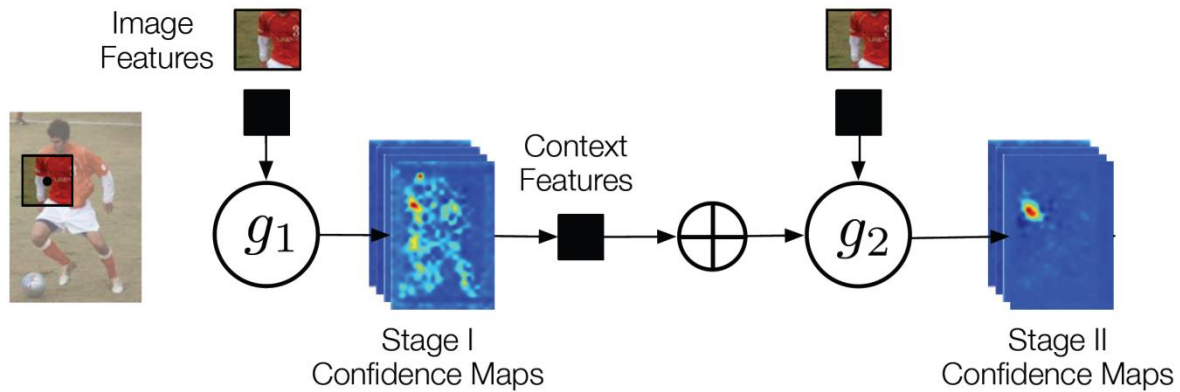 Image
Features
g1
Context
Features
g2
Stage I
Confidence Maps
Stage II
Confidence Maps